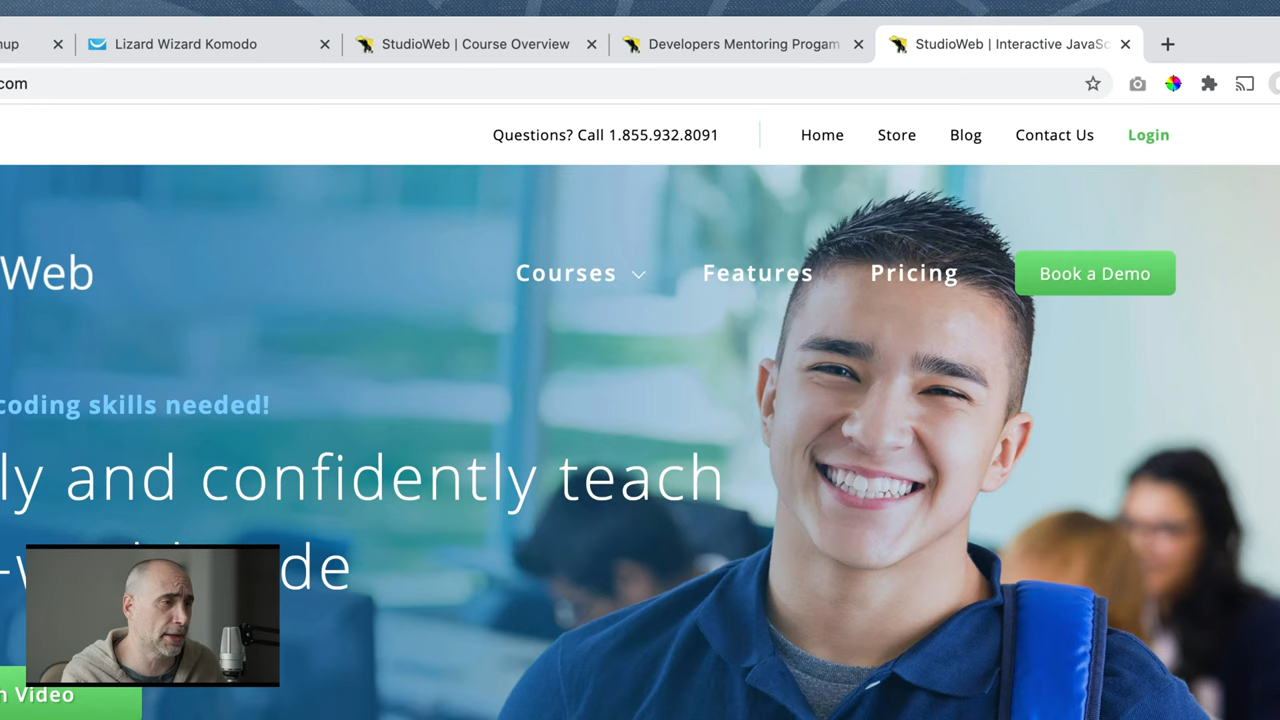 nup
Lizard Wizard Komodo
StudioWeb | Course Overview
Developers Mentoring Progam
StudioWeb | Interactive JavaSc
com
Questions? Call 1.855.932.8091
Home
Store
Blog
Contact Us
Login
Web
Courses
Features
Pricing
Book a Demo
coding skills needed!
ly and confidently teach
de
n Video